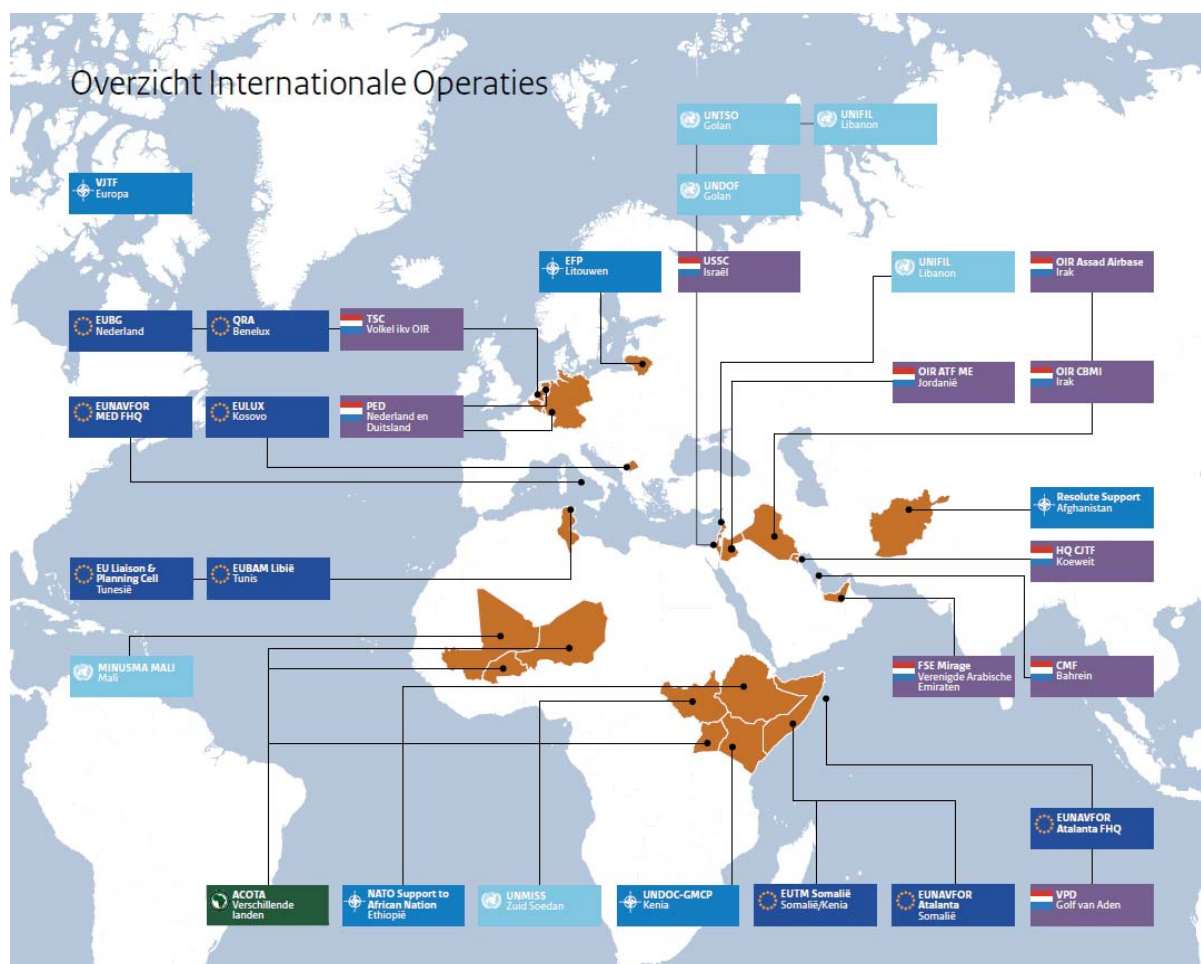 Overzicht Internationale Operaties
UNTSO
Golan
UNIFIL
Libanon
VJTF
Europa
UNDOF
Golan
EFP
Litouwen
USSC
Israël
UNIFIL
Libanon
OIR Assad Airbase
Irak
EUBG
Nederland
QRA
Benelux
TSC
Volkel ikv OIR
OIR ATF ME
Jordanië
OIR CBMI
Irak
EUNAVFOR
MED FHQ
EULUX
Kosovo
PED
Nederland en
Duitsland
Resolute Support
Afghanistan
HQ CJTF
Koeweit
EU Liaison &
Planning Cell
Tunesië
EUBAM Libië
Tunis
MINUSMA MALI
Mali
FSE Mirage
Verenigde Arabische
Emiraten
CMF
Bahrein
EUNAVFOR
Atalanta FHQ
ACOTA
Verschillende
landen
NATO Support to
African Nation
Ethiopië
UNMISS
Zuid Soedan
UNDOC-GMCP
Kenia
EUTM Somalië
Somalië/Kenia
EUNAVFOR
Atalanta
Somalië
VPD
Golf van Aden